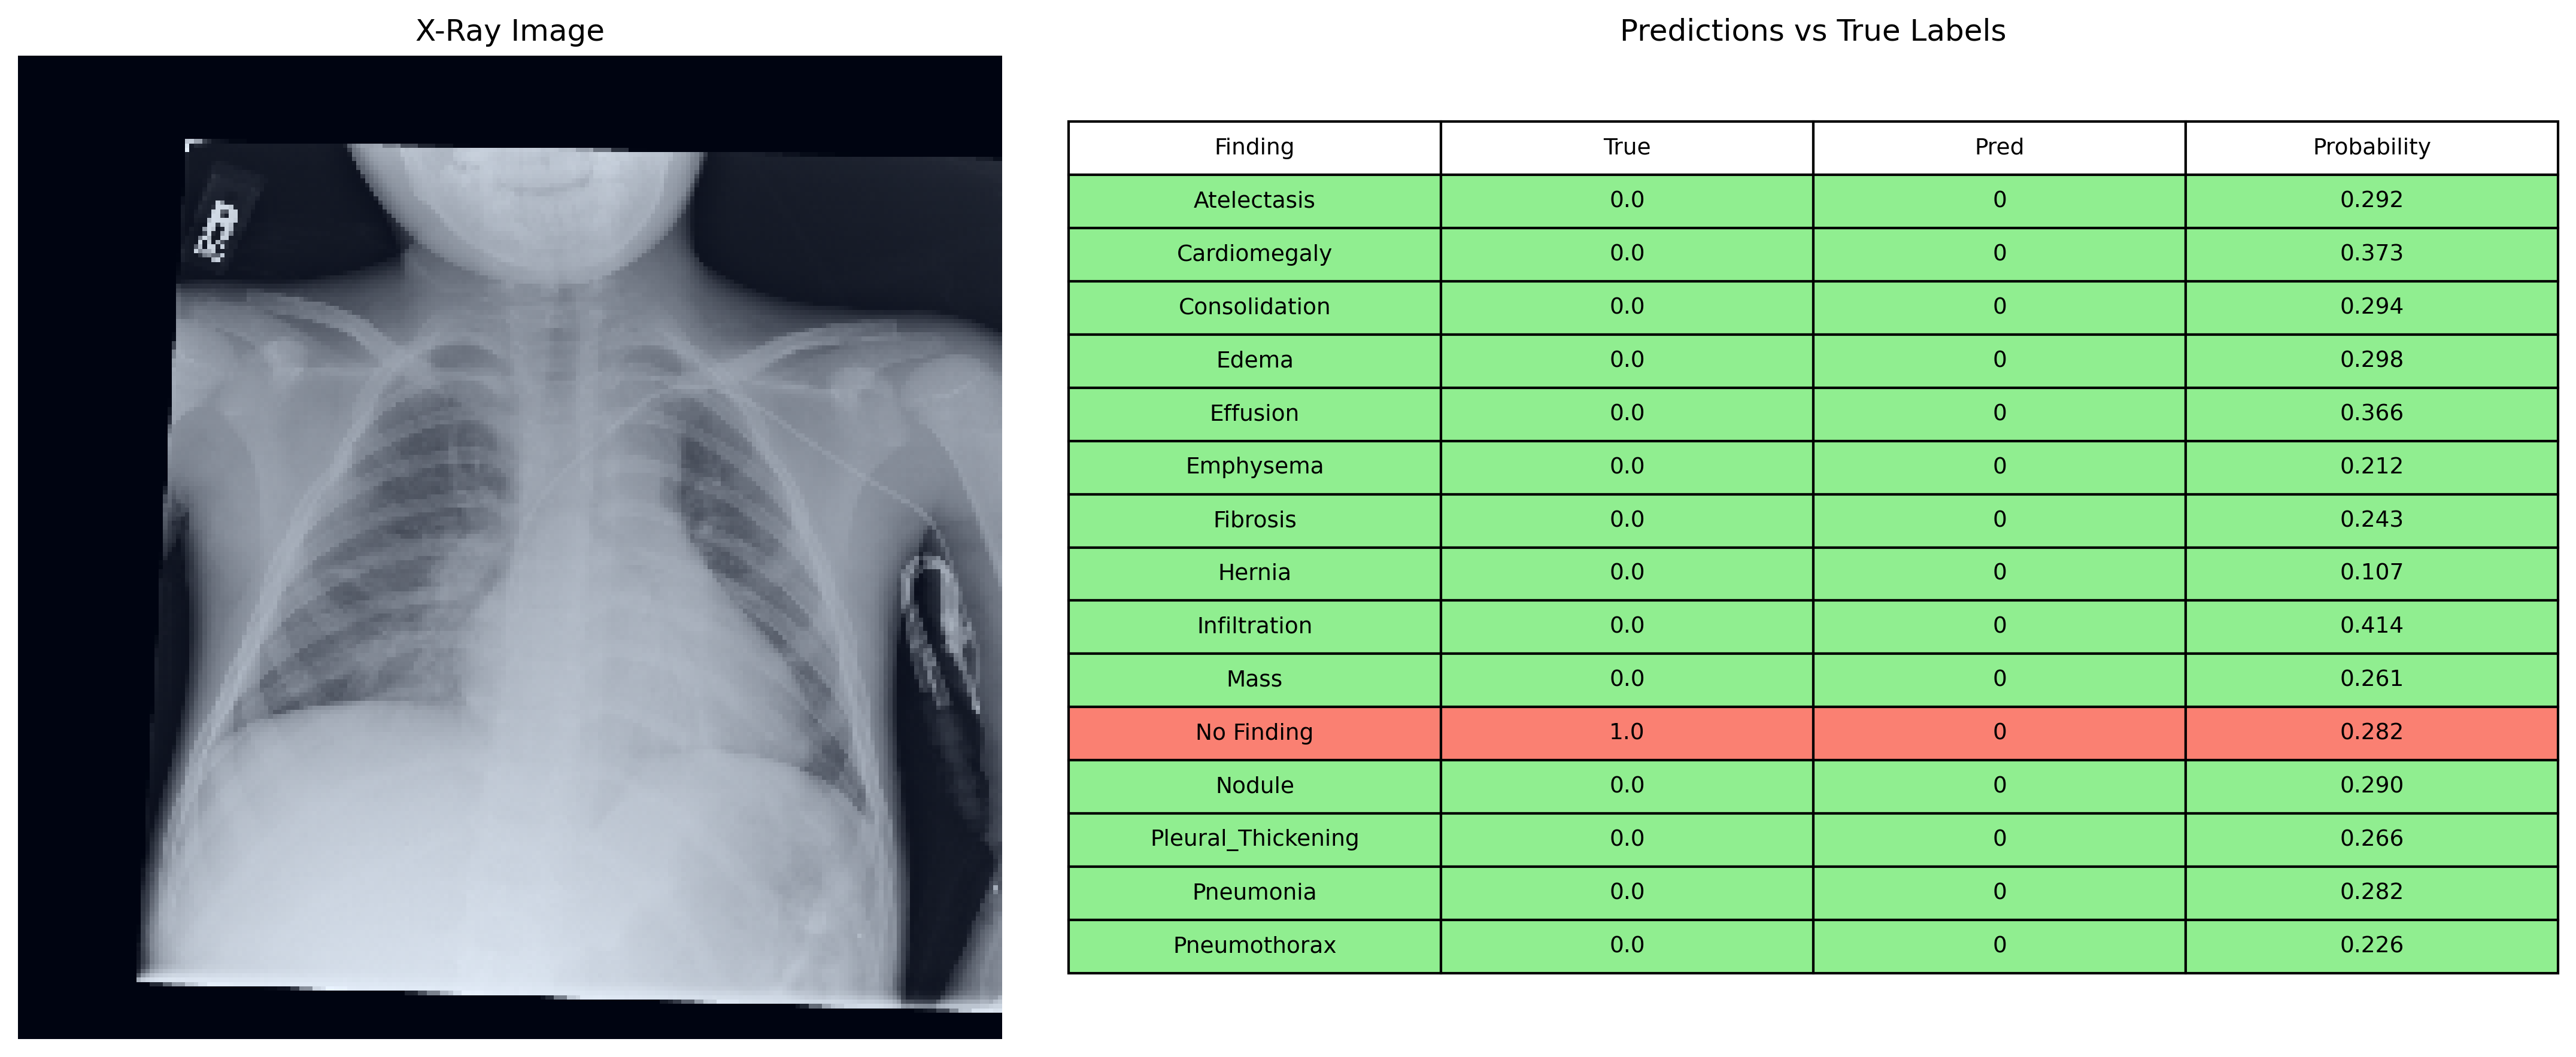 X-Ray Image
Predictions vs True Labels
Finding True Pred Probability
Atelectasis 0.0 0 0.292
Cardiomegaly 0.0 0 0.373
Consolidation 0.0 0 0.294
Edema 0.0 0 0.298
Effusion 0.0 0 0.366
Emphysema 0.0 0 0.212
Fibrosis 0.0 0 0.243
Hernia 0.0 0 0.107
Infiltration 0.0 0 0.414
Mass 0.0 0 0.261
No Finding 1.0 0 0.282
Nodule 0.0 0 0.290
Pleural_Thickening 0.0 0 0.266
Pneumonia 0.0 0 0.282
Pneumothorax 0.0 0 0.226